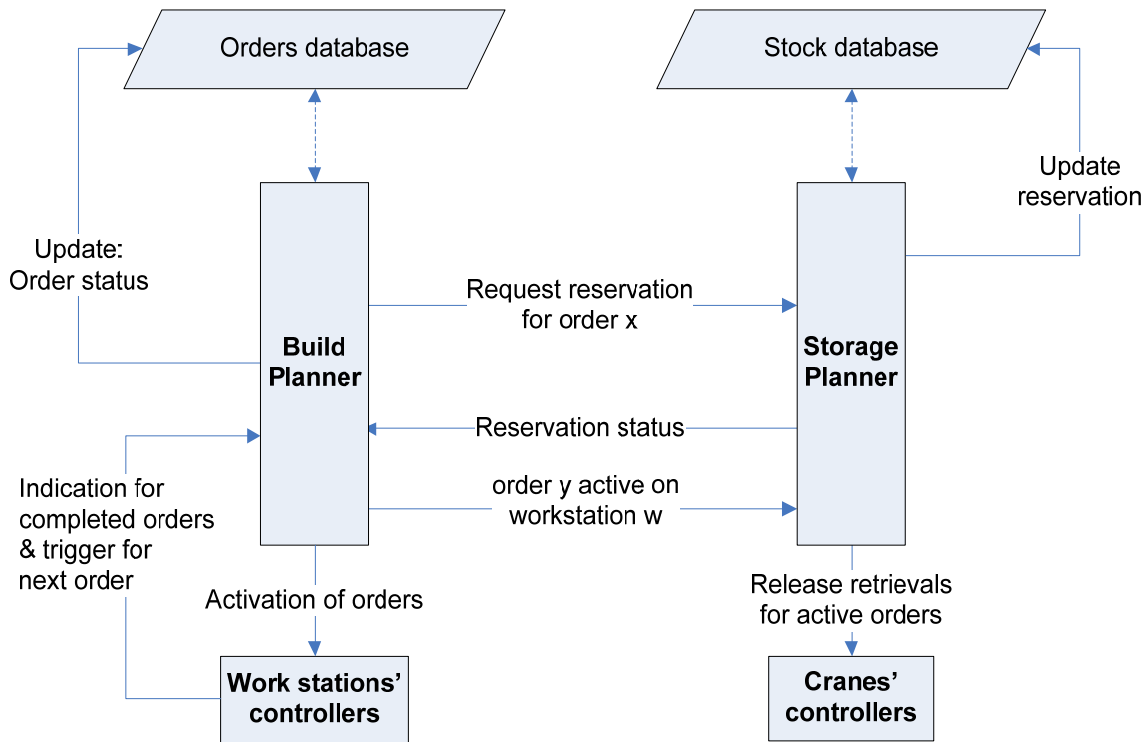 Orders database
Stock database
Update
reservation
Update:
Order status
Request reservation
for order x
Build
Planner
Storage
Planner
Reservation status
Indication for
completed orders
& trigger for
next order
order y active on
workstation w
Activation of orders
Release retrievals
for active orders
Work stations’
controllers
Cranes’
controllers